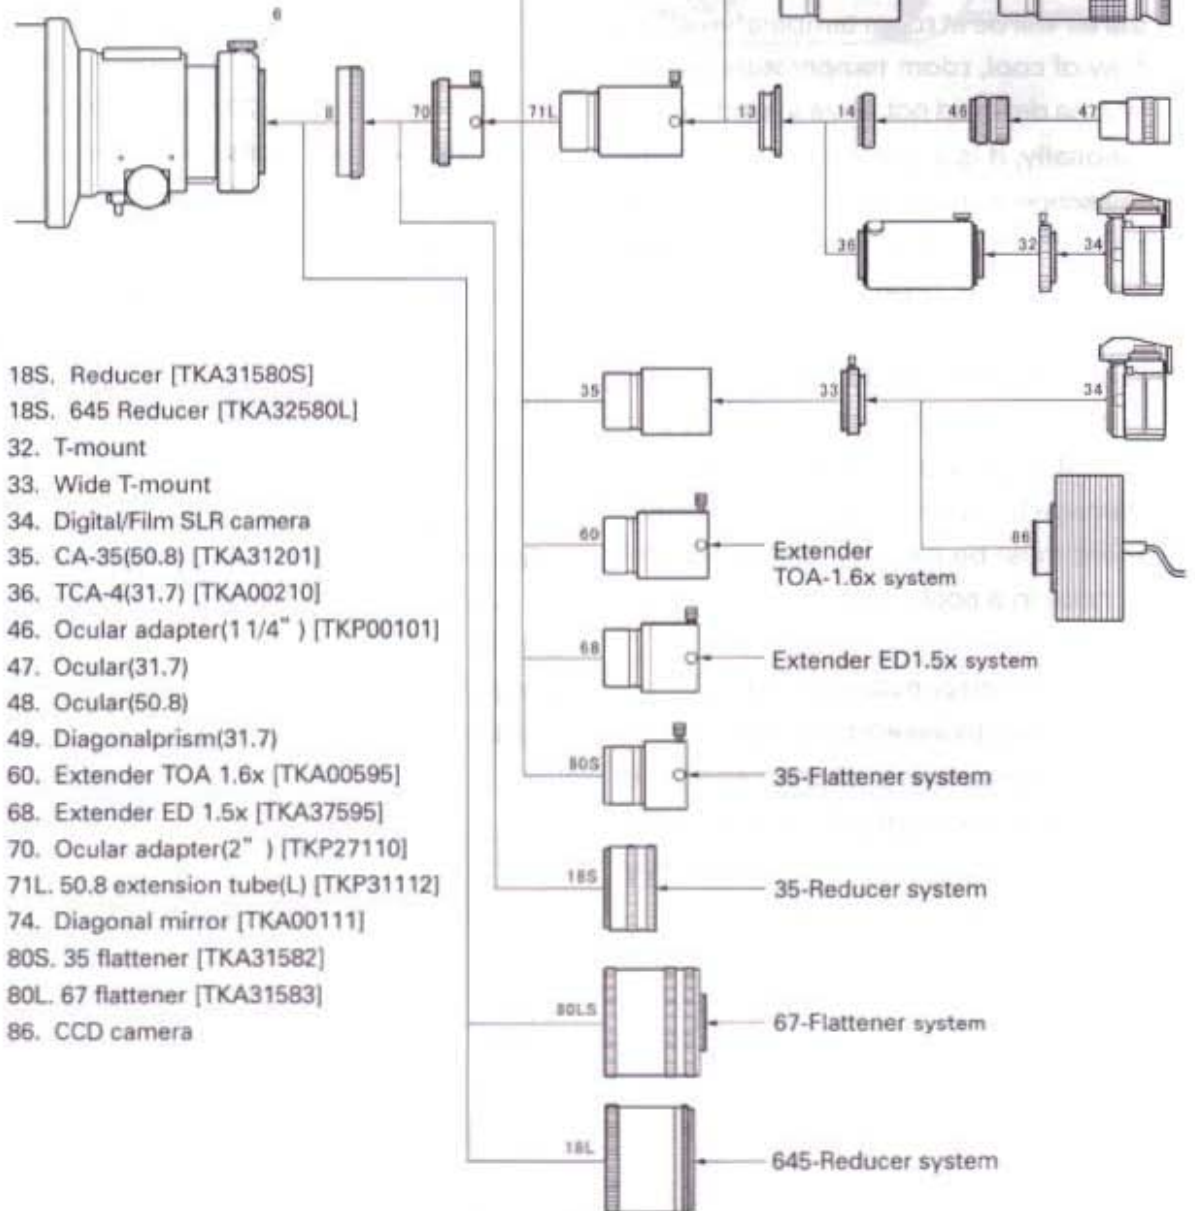 6
8
70
71L
13
14
46
47
36
32
34
18S. Reducer [TKA31580S]
18S. 645 Reducer [TKA32580L]
32. T-mount
33. Wide T-mount
34. Digital/Film SLR camera
35. CA-35(50.8) [TKA31201]
36. TCA-4(31.7) [TKA00210]
46. Ocular adapter(1 1/4") [TKP00101]
47. Ocular(31.7)
48. Ocular(50.8)
49. Diagonalprism(31.7)
60. Extender TOA 1.6x [TKA00595]
68. Extender ED 1.5x [TKA37595]
70. Ocular adapter(2") [TKP27110]
71L. 50.8 extension tube(L) [TKP31112]
74. Diagonal mirror [TKA00111]
80S. 35 flattener [TKA31582]
80L. 67 flattener [TKA31583]
86. CCD camera
35
33
34
86
60
Extender
TOA-1.6x system
68
Extender ED1.5x system
80S
35-Flattener system
18S
35-Reducer system
80LS
67-Flattener system
18L
645-Reducer system